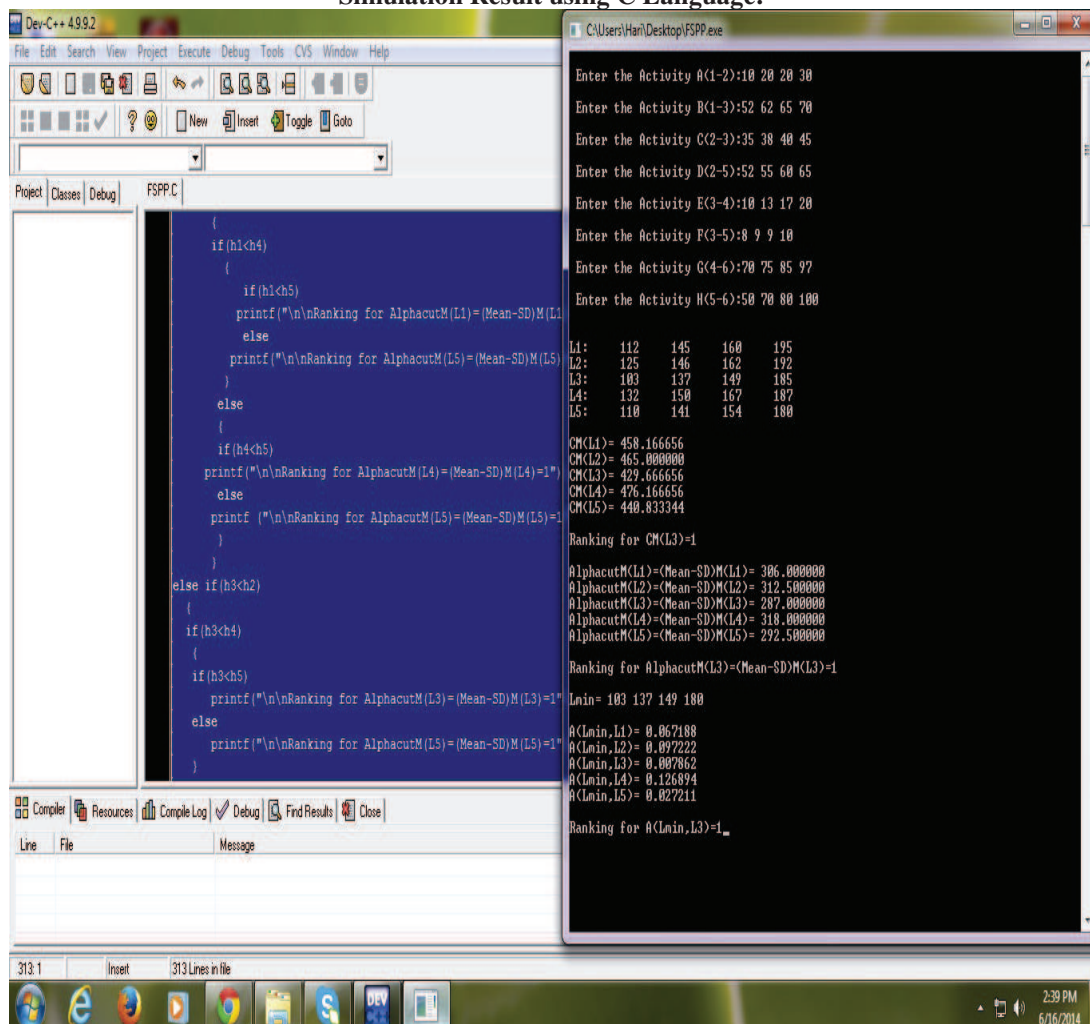 Simulation Result using C Language:
Dev-C++ 4.9.9.2
File Edit Search View Project Execute Debug Tools CVS Window Help
New Insert Toggle Goto
Project Classes Debug
FSPP.C
{
if(h1<h4)
{
if(h1<h5)
printf("\n\nRanking for AlphacutM(L1)=(Mean-SD)M(L1
else
printf("\n\nRanking for AlphacutM(L5)=(Mean-SD)M(L5)
}
else
{
if(h4<h5)
printf("\n\nRanking for AlphacutM(L4)=(Mean-SD)M(L4)=1")
else
printf ("\n\nRanking for AlphacutM(L5)=(Mean-SD)M(L5)=1
}
}
else if(h3<h2)
{
if(h3<h4)
{
if(h3<h5)
printf("\n\nRanking for AlphacutM(L3)=(Mean-SD)M(L3)=1"
else
printf("\n\nRanking for AlphacutM(L5)=(Mean-SD)M(L5)=1"
}
Compiler Resources Compile Log Debug Find Results Close
Line File Message
313: 1 Insert 313 Lines in file
C:\Users\Hari\Desktop\FSPP.exe
Enter the Activity A(1-2):10 20 20 30
Enter the Activity B(1-3):52 62 65 70
Enter the Activity C(2-3):35 38 40 45
Enter the Activity D(2-5):52 55 60 65
Enter the Activity E(3-4):10 13 17 20
Enter the Activity F(3-5):8 9 9 10
Enter the Activity G(4-6):70 75 85 97
Enter the Activity H(5-6):50 70 80 100
L1: 112 145 160 195
L2: 125 146 162 192
L3: 103 137 149 185
L4: 132 150 167 187
L5: 110 141 154 180
CM(L1)= 458.166656
CM(L2)= 465.000000
CM(L3)= 429.666656
CM(L4)= 476.166656
CM(L5)= 440.833344
Ranking for CM(L3)=1
AlphacutM(L1)=(Mean-SD)M(L1)= 306.000000
AlphacutM(L2)=(Mean-SD)M(L2)= 312.500000
AlphacutM(L3)=(Mean-SD)M(L3)= 287.000000
AlphacutM(L4)=(Mean-SD)M(L4)= 318.000000
AlphacutM(L5)=(Mean-SD)M(L5)= 292.500000
Ranking for AlphacutM(L3)=(Mean-SD)M(L3)=1
Lmin= 103 137 149 180
A(Lmin,L1)= 0.067188
A(Lmin,L2)= 0.097222
A(Lmin,L3)= 0.007862
A(Lmin,L4)= 0.126894
A(Lmin,L5)= 0.027211
Ranking for A(Lmin,L3)=1_
DEV
2:39 PM
6/16/2014